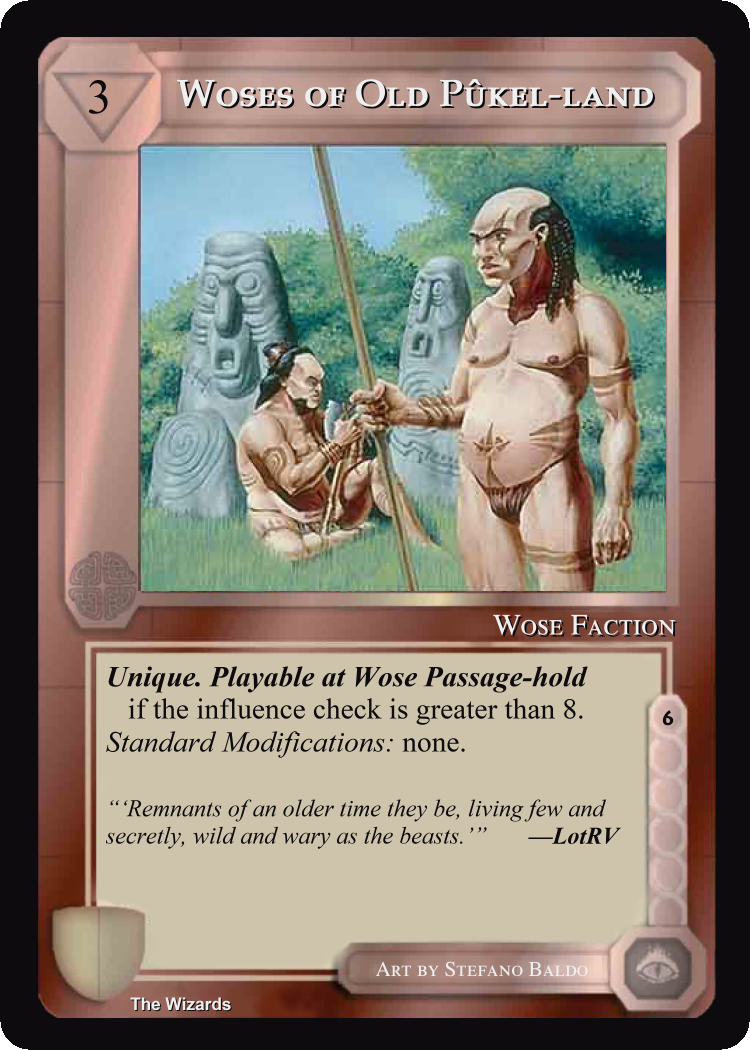 3
Woses of Old Pûkel-land
Wose Faction
Unique. Playable at Wose Passage-hold
if the influence check is greater than 8.
Standard Modifications: none.
6
“‘Remnants of an older time they be, living few and
secretly, wild and wary as the beasts.’” —LotRV
Art by Stefano Baldo
The Wizards